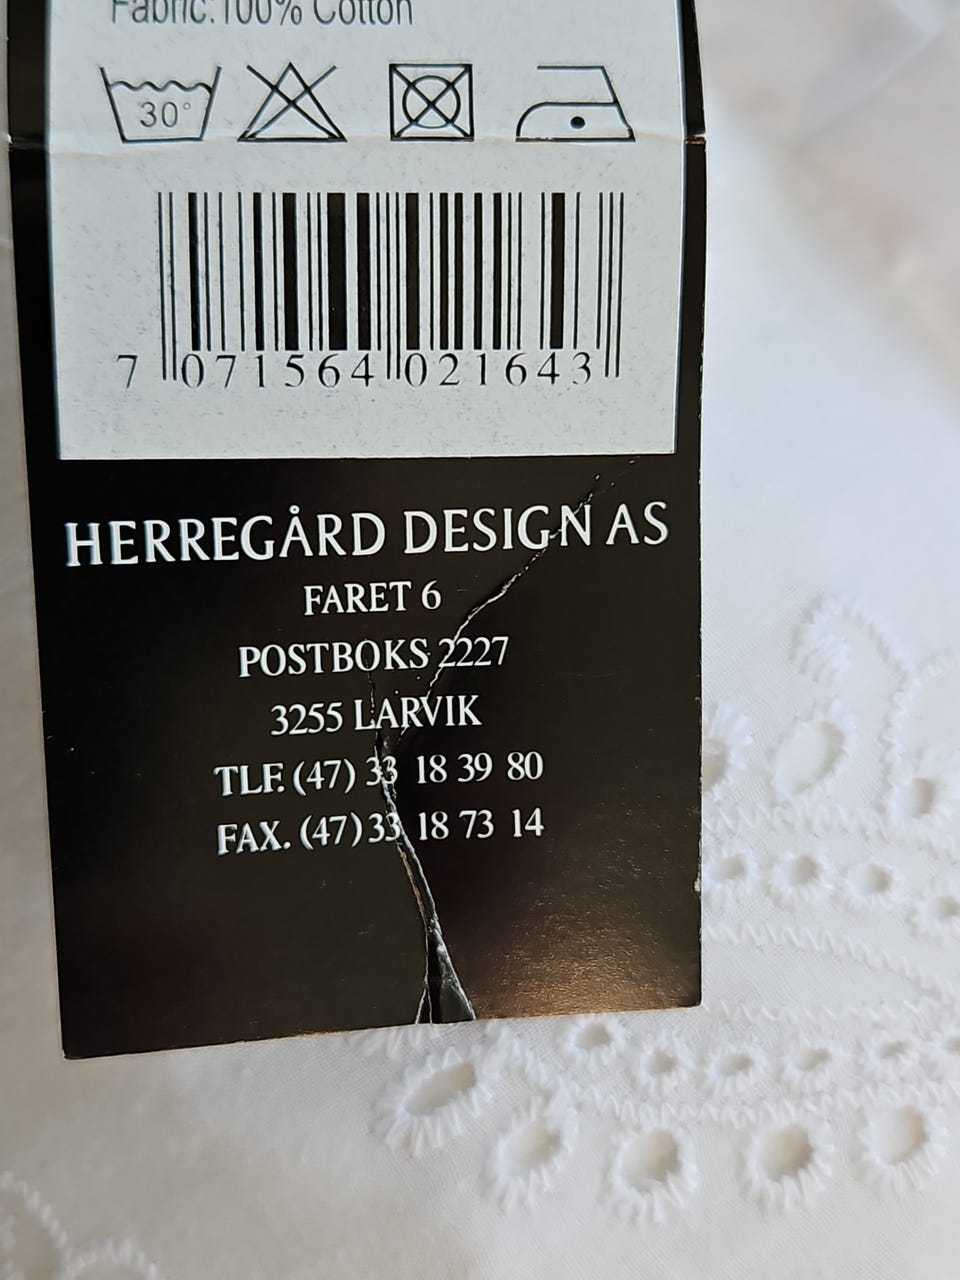 Fabric:100% Cotton
30°
7 071564 021643
HERREGÅRD DESIGN AS
FARET 6
POSTBOKS 2227
3255 LARVIK
TLF. (47) 33 18 39 80
FAX. (47) 33 18 73 14